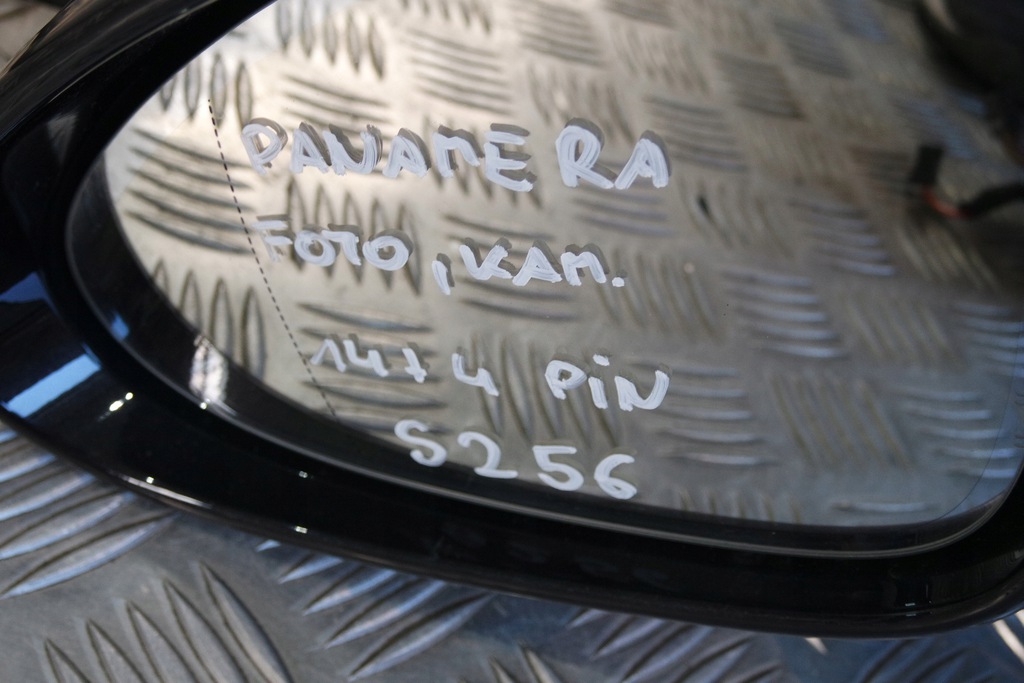 PANAMERA
FOTO, KAM.
14+4 PiN
S256